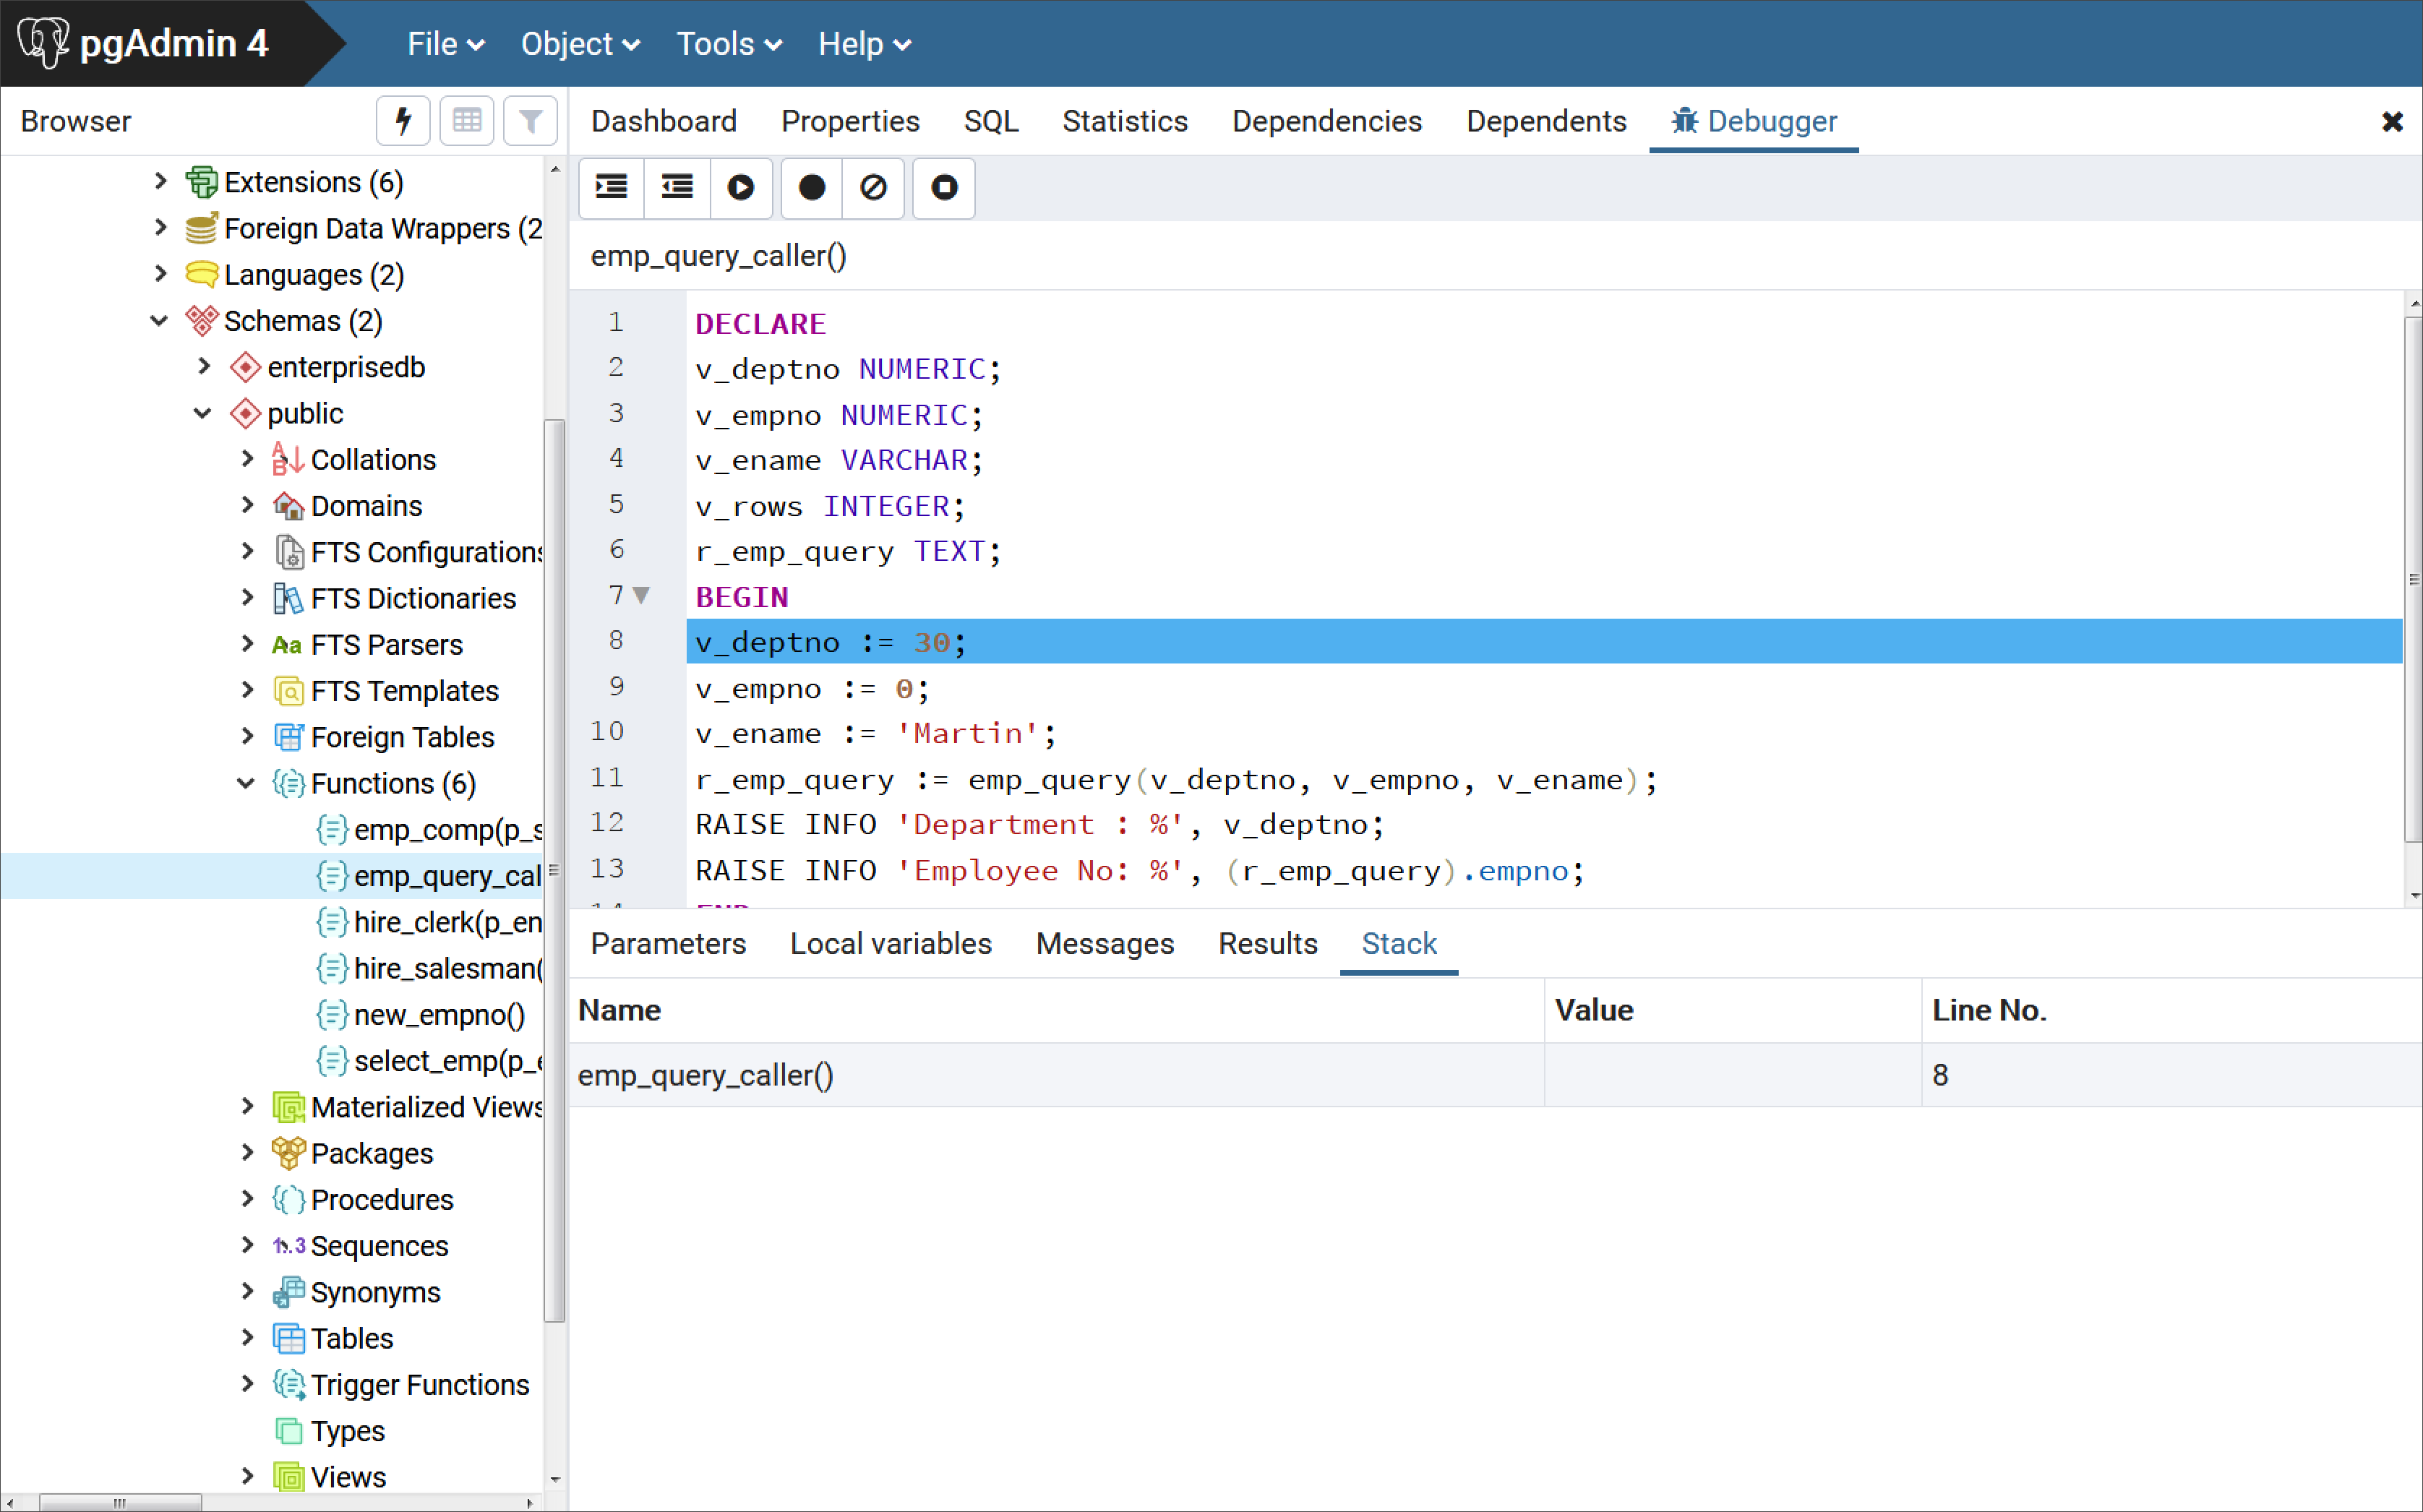 pgAdmin 4
File Object Tools Help
Browser
Dashboard Properties SQL Statistics Dependencies Dependents Debugger
Extensions (6)
Foreign Data Wrappers (2
Languages (2)
Schemas (2)
enterprisedb
public
Collations
Domains
FTS Configurations
FTS Dictionaries
Aa FTS Parsers
FTS Templates
Foreign Tables
Functions (6)
emp_comp(p_s
emp_query_cal
hire_clerk(p_en
hire_salesman(
new_empno()
select_emp(p_e
Materialized Views
Packages
Procedures
1..3 Sequences
Synonyms
Tables
Trigger Functions
Types
Views
emp_query_caller()
1 DECLARE
2 v_deptno NUMERIC;
3 v_empno NUMERIC;
4 v_ename VARCHAR;
5 v_rows INTEGER;
6 r_emp_query TEXT;
7 BEGIN
8 v_deptno := 30;
9 v_empno := 0;
10 v_ename := 'Martin';
11 r_emp_query := emp_query(v_deptno, v_empno, v_ename);
12 RAISE INFO 'Department : %', v_deptno;
13 RAISE INFO 'Employee No: %', (r_emp_query).empno;
Parameters Local variables Messages Results Stack
Name Value Line No.
emp_query_caller() 8